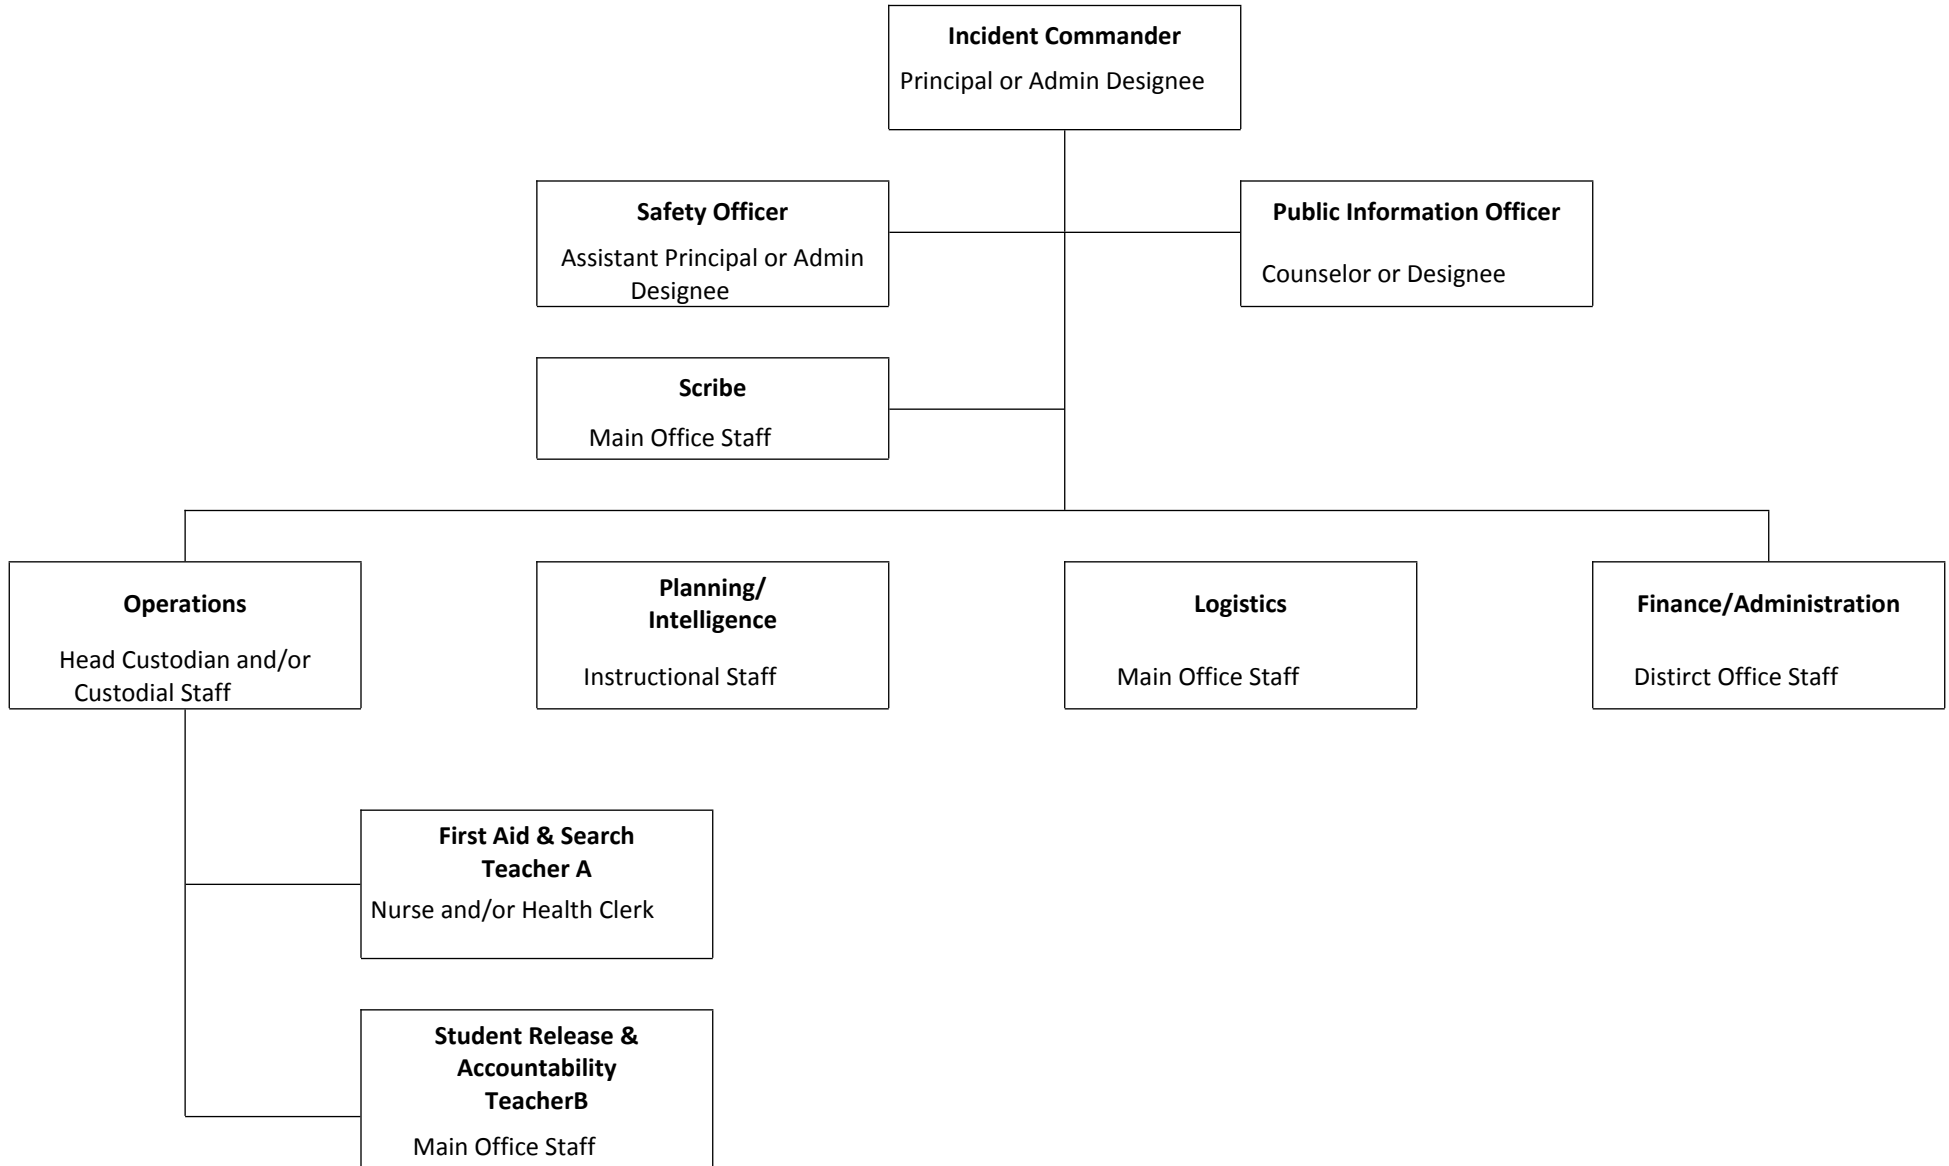 Incident Commander
Principal or Admin Designee
Safety Officer
Assistant Principal or Admin
Designee
Public Information Officer
Counselor or Designee
Scribe
Main Office Staff
Operations
Head Custodian and/or
Custodial Staff
Planning/
Intelligence
Instructional Staff
Logistics
Main Office Staff
Finance/Administration
Distirct Office Staff
First Aid & Search
Teacher A
Nurse and/or Health Clerk
Student Release &
Accountability
TeacherB
Main Office Staff